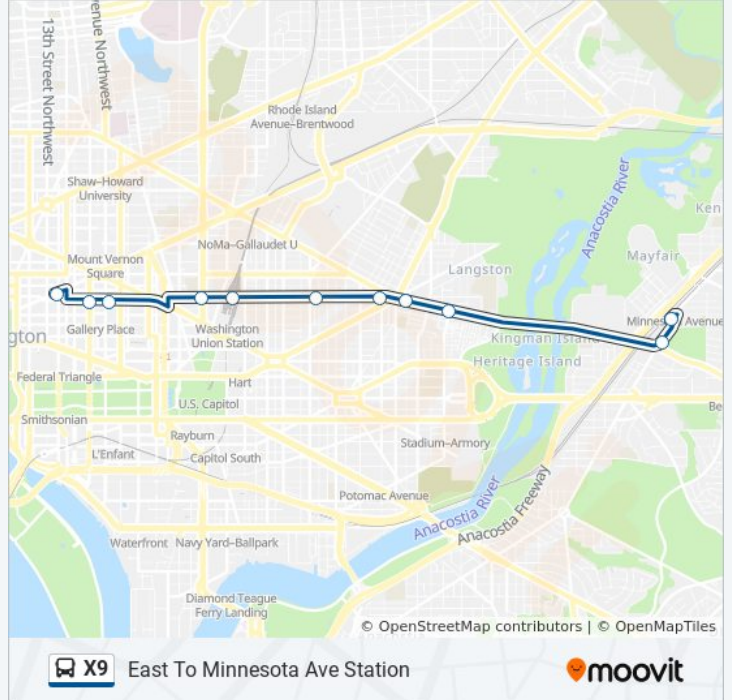 13th Street Northwest
enue Northwest
Rhode Island
Avenue–Brentwood
Shaw–Howard
University
Anacostia River
Ken
NoMa–Gallaudet U
Mount Vernon
Square
Langston
Mayfair
Gallery Place
Washington
Union Station
Minnes
Avenue
gton
Kingman Island
Heritage Island
Federal Triangle
Hart
U.S. Capitol
Be
Smithsonian
Rayburn
L'Enfant
Capitol South
Stadium–Armory
Potomac Avenue
Anacostia River
Anacostia Freeway
Waterfront
Navy Yard–Ballpark
Diamond Teague
Ferry Landing
© OpenStreetMap contributors | © OpenMapTiles
X9
East To Minnesota Ave Station
moovit